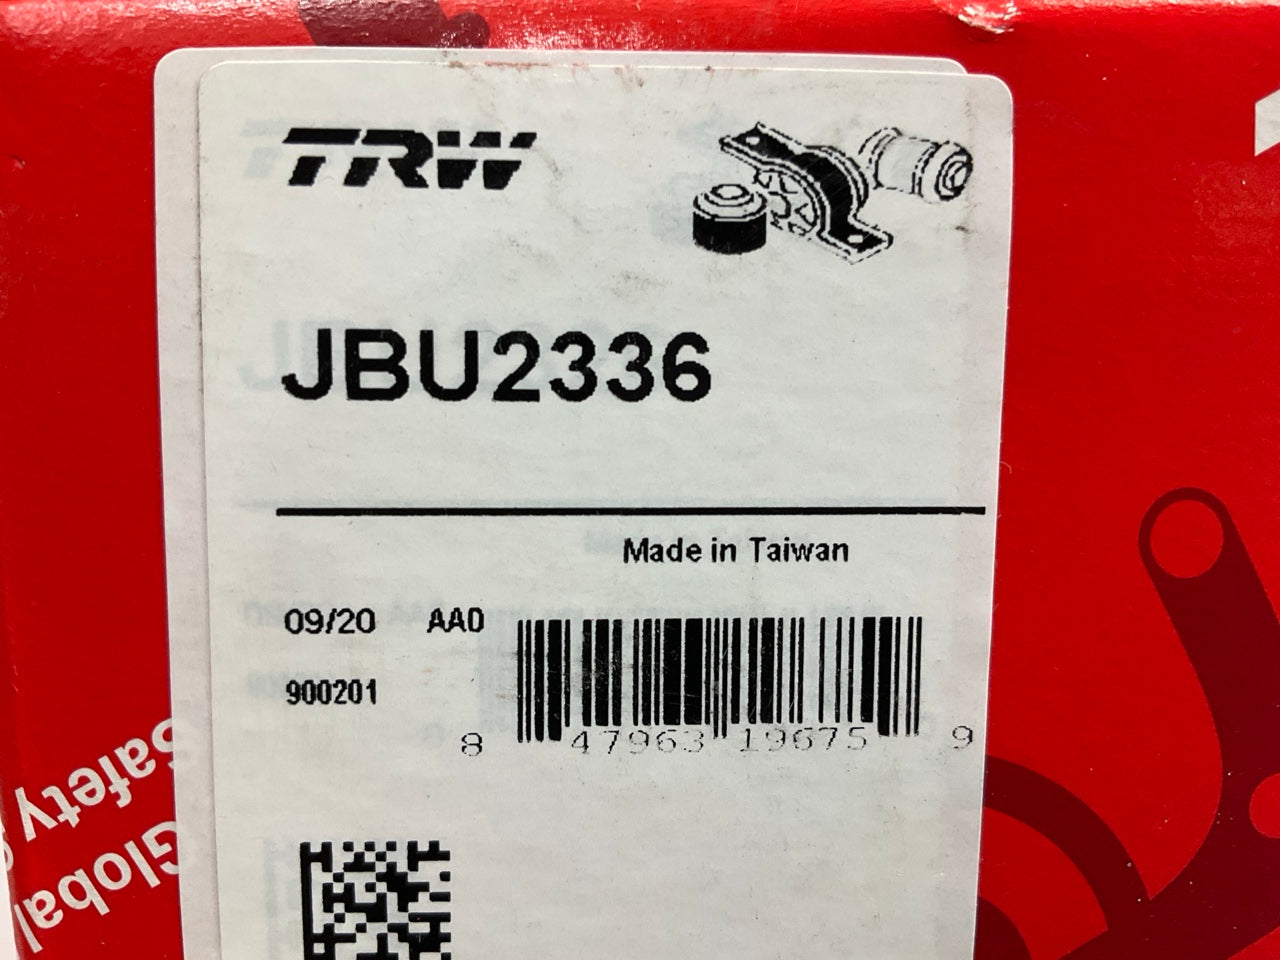 TRW
JBU2336
Made in Taiwan
09/20 AA0
900201
8 47963 19675 9
Safety
Global